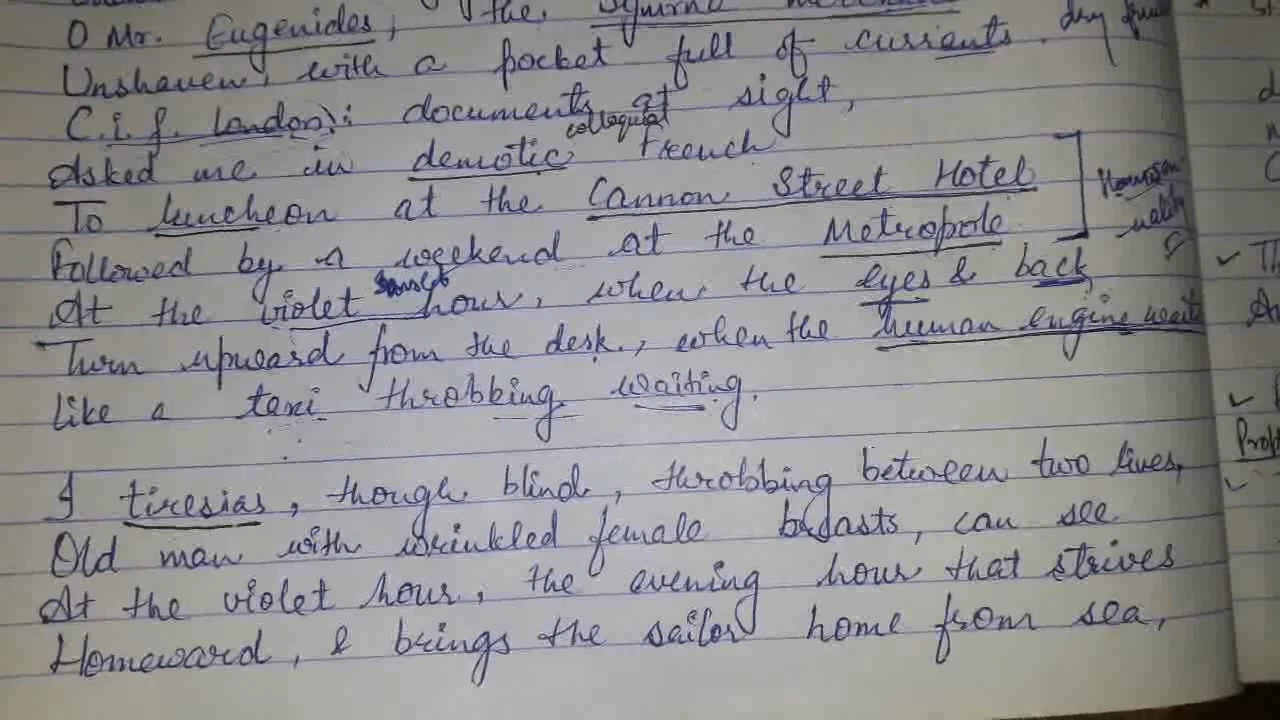 O Mr. Eugenides, the Smyrna
Unshaven, with a pocket full of currants. dry
C.i.f. London: documents at sight,
colloquial
Asked me in demotic French
To luncheon at the Cannon Street Hotel
Followed by a weekend at the Metropole
sunset
At the violet hour, when the eyes & back
Turn upward from the desk, when the human engine waits
like a taxi throbbing waiting.
I tiresias, though blind, throbbing between two lives,
Old man with wrinkled female breasts, can see
At the violet hour, the evening hour that strives
Homeward, & brings the sailor home from sea,